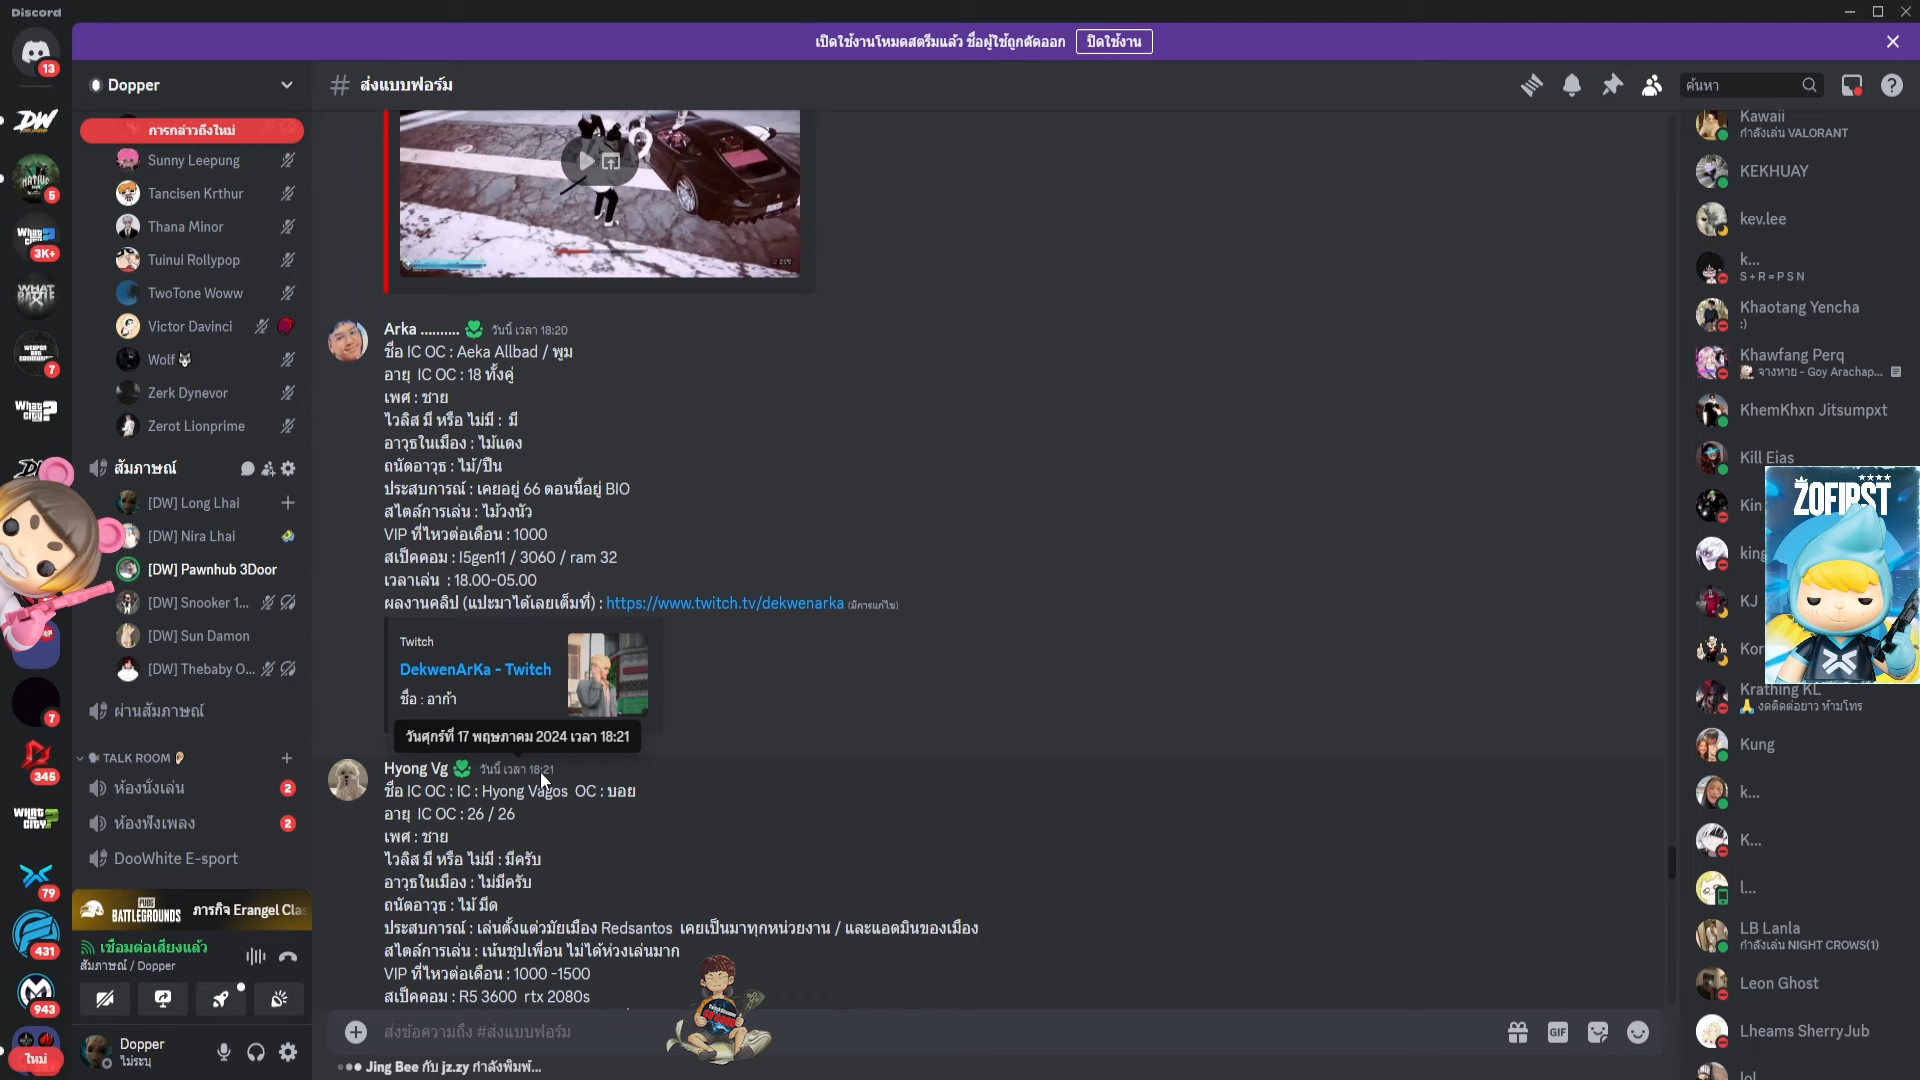 Discord
เปิดใช้งานโหมดสตรีมแล้ว ชื่อผู้ใช้ถูกตัดออก
ปิดใช้งาน
13
Dopper
ส่งแบบฟอร์ม
ค้นหา
การกล่าวถึงใหม่
Sunny Leepung
Tancisen Krthur
Thana Minor
Tuinui Rollypop
TwoTone Woww
Victor Davinci
Wolf
Zerk Dynevor
Zerot Lionprime
สัมภาษณ์
[DW] Long Lhai
[DW] Nira Lhai
[DW] Pawnhub 3Door
[DW] Snooker 1...
[DW] Sun Damon
[DW] Thebaby O...
ผ่านสัมภาษณ์
TALK ROOM
ห้องนั่งเล่น
2
ห้องฟังเพลง
2
DooWhite E-sport
PUBG BATTLEGROUNDS
ภารกิจ Erangel Clas
เชื่อมต่อเสียงแล้ว
สัมภาษณ์ / Dopper
Dopper
ไม่ระบุ
DW
5
3K+
WHAT BATTLE
7
What City?
7
345
WHAT CITY?
79
431
943
ใหม่
Arka ..........
วันนี้ เวลา 18:20
ชื่อ IC OC : Aeka Allbad / พูม
อายุ IC OC : 18 ทั้งคู่
เพศ : ชาย
ไวลิส มี หรือ ไม่มี : มี
อาวุธในเมือง : ไม้แดง
ถนัดอาวุธ : ไม้/ปืน
ประสบการณ์ : เคยอยู่ 66 ตอนนี้อยู่ BIO
สไตล์การเล่น : ไม้วงนัว
VIP ที่ไหวต่อเดือน : 1000
สเป็คคอม : I5gen11 / 3060 / ram 32
เวลาเล่น : 18.00-05.00
ผลงานคลิป (แปะมาได้เลยเต็มที่) : https://www.twitch.tv/dekwenarka (มีการแก้ไข)
Twitch
DekwenArKa - Twitch
ชื่อ : อาก้า
วันศุกร์ที่ 17 พฤษภาคม 2024 เวลา 18:21
Hyong Vg
วันนี้ เวลา 18:21
ชื่อ IC OC : IC : Hyong Vagos OC : บอย
อายุ IC OC : 26 / 26
เพศ : ชาย
ไวลิส มี หรือ ไม่มี : มีครับ
อาวุธในเมือง : ไม่มีครับ
ถนัดอาวุธ : ไม้ มีด
ประสบการณ์ : เล่นตั้งแต่วมัยเมือง Redsantos เคยเป็นมาทุกหน่วยงาน / และแอดมินของเมือง
สไตล์การเล่น : เน้นซุปเพื่อน ไม่ได้ห่วงเล่นมาก
VIP ที่ไหวต่อเดือน : 1000 -1500
สเป็คคอม : R5 3600 rtx 2080s
ส่งข้อความถึง #ส่งแบบฟอร์ม
GIF
Jing Bee กับ jz.zy กำลังพิมพ์...
Kawaii
กำลังเล่น VALORANT
KEKHUAY
kev.lee
k...
S + R = P S N
Khaotang Yencha
:)
Khawfang Perq
จางหาย - Goy Arachap...
KhemKhxn Jitsumpxt
Kill Eias
Kin
king
KJ
Kor
ZOFIRST
Krathing KL
งดติดต่อยาว ห้ามโทร
Kung
k...
K...
l...
LB Lanla
กำลังเล่น NIGHT CROWS(1)
Leon Ghost
Lheams SherryJub
lol